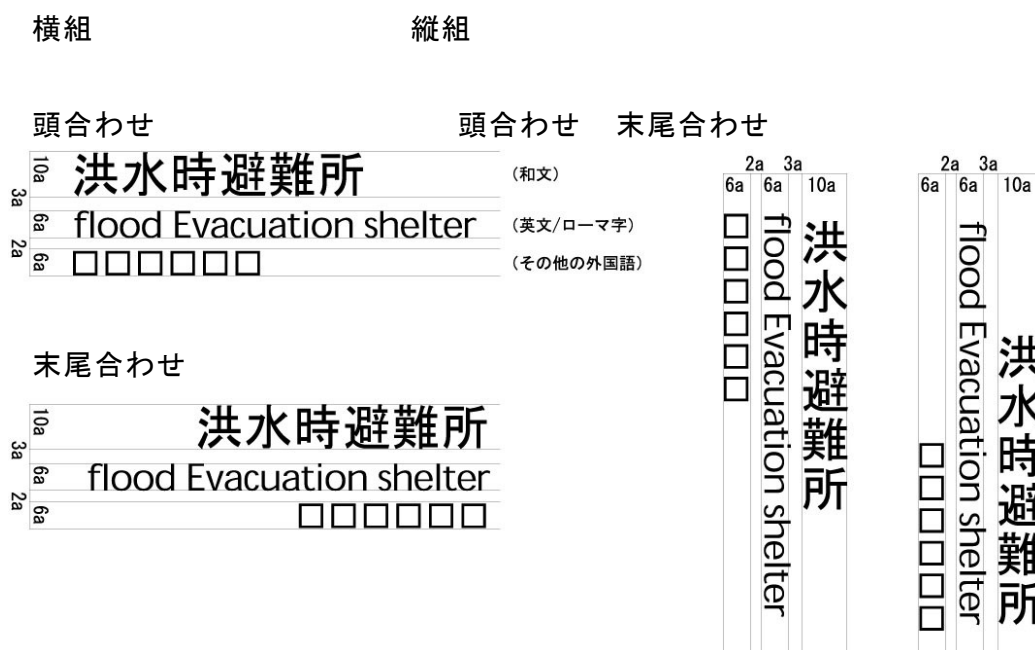 横組
縦組
頭合わせ
10a
洪水時避難所
(和文)
3a
6a
flood Evacuation shelter
(英文/ローマ字)
2a
6a
□□□□□□
(その他の外国語)
末尾合わせ
10a
洪水時避難所
3a
6a
flood Evacuation shelter
2a
6a
□□□□□□
頭合わせ
2a 3a
6a 6a 10a
洪水時避難所
flood Evacuation shelter
□□□□□□
末尾合わせ
2a 3a
6a 6a 10a
洪水時避難所
flood Evacuation shelter
□□□□□□